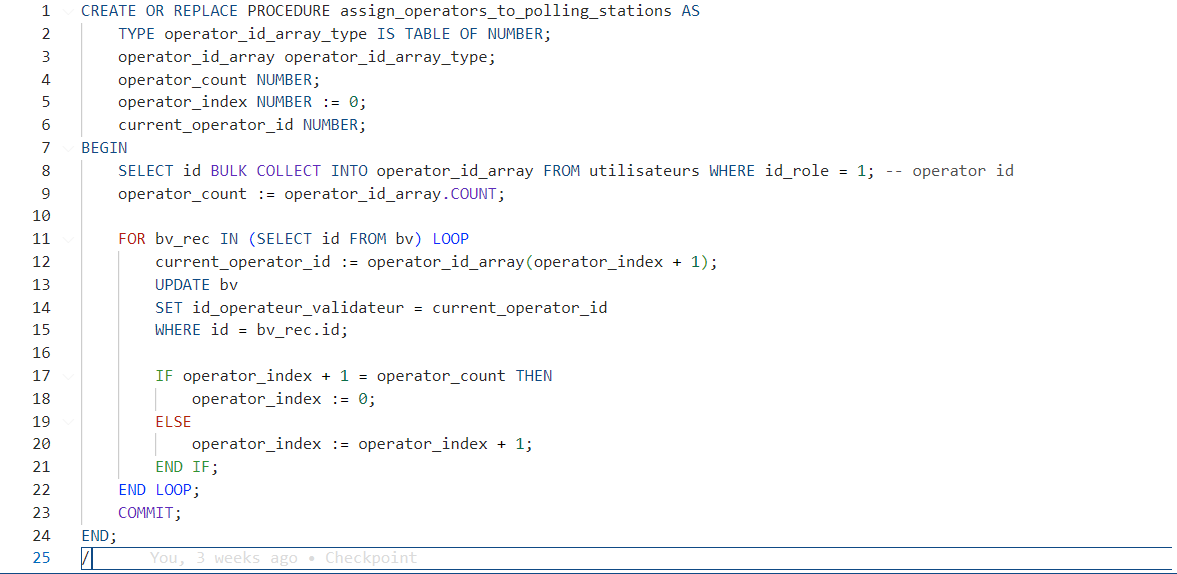 1 CREATE OR REPLACE PROCEDURE assign_operators_to_polling_stations AS
2 TYPE operator_id_array_type IS TABLE OF NUMBER;
3 operator_id_array operator_id_array_type;
4 operator_count NUMBER;
5 operator_index NUMBER := 0;
6 current_operator_id NUMBER;
7 BEGIN
8 SELECT id BULK COLLECT INTO operator_id_array FROM utilisateurs WHERE id_role = 1; -- operator id
9 operator_count := operator_id_array.COUNT;
10
11 FOR bv_rec IN (SELECT id FROM bv) LOOP
12 current_operator_id := operator_id_array(operator_index + 1);
13 UPDATE bv
14 SET id_operateur_validateur = current_operator_id
15 WHERE id = bv_rec.id;
16
17 IF operator_index + 1 = operator_count THEN
18 operator_index := 0;
19 ELSE
20 operator_index := operator_index + 1;
21 END IF;
22 END LOOP;
23 COMMIT;
24 END;
25 / You, 3 weeks ago • Checkpoint